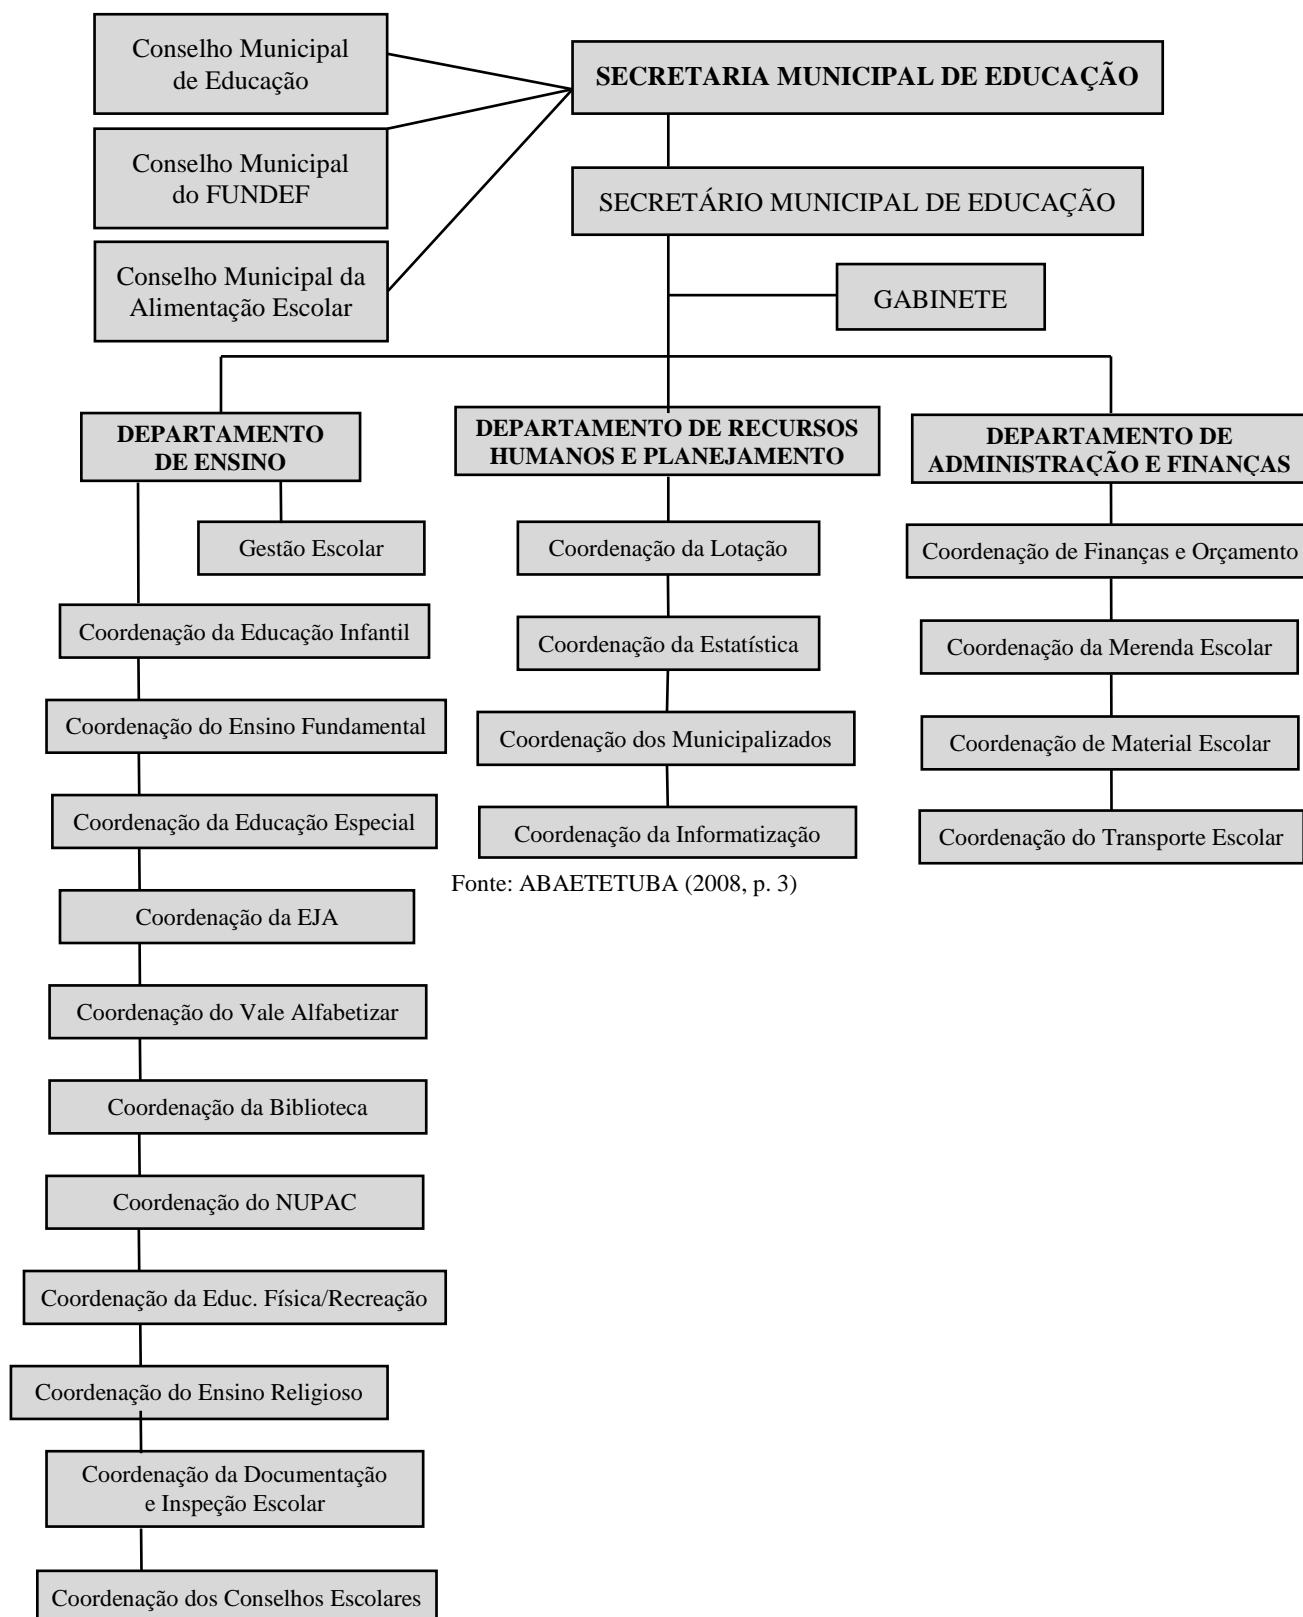 Conselho Municipal
de Educação
SECRETARIA MUNICIPAL DE EDUCAÇÃO
Conselho Municipal
do FUNDEF
SECRETÁRIO MUNICIPAL DE EDUCAÇÃO
Conselho Municipal da
Alimentação Escolar
GABINETE
DEPARTAMENTO
DE ENSINO
Gestão Escolar
Coordenação da Educação Infantil
Coordenação do Ensino Fundamental
Coordenação da Educação Especial
Coordenação da EJA
Coordenação do Vale Alfabetizar
Coordenação da Biblioteca
Coordenação do NUPAC
Coordenação da Educ. Física/Recreação
Coordenação do Ensino Religioso
Coordenação da Documentação
e Inspeção Escolar
Coordenação dos Conselhos Escolares
DEPARTAMENTO DE RECURSOS
HUMANOS E PLANEJAMENTO
Coordenação da Lotação
Coordenação da Estatística
Coordenação dos Municipalizados
Coordenação da Informatização
DEPARTAMENTO DE
ADMINISTRAÇÃO E FINANÇAS
Coordenação de Finanças e Orçamento
Coordenação da Merenda Escolar
Coordenação de Material Escolar
Coordenação do Transporte Escolar
Fonte: ABAETETUBA (2008, p. 3)